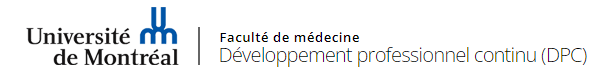 Université
de Montréal
Faculté de médecine
Développement professionnel continu (DPC)